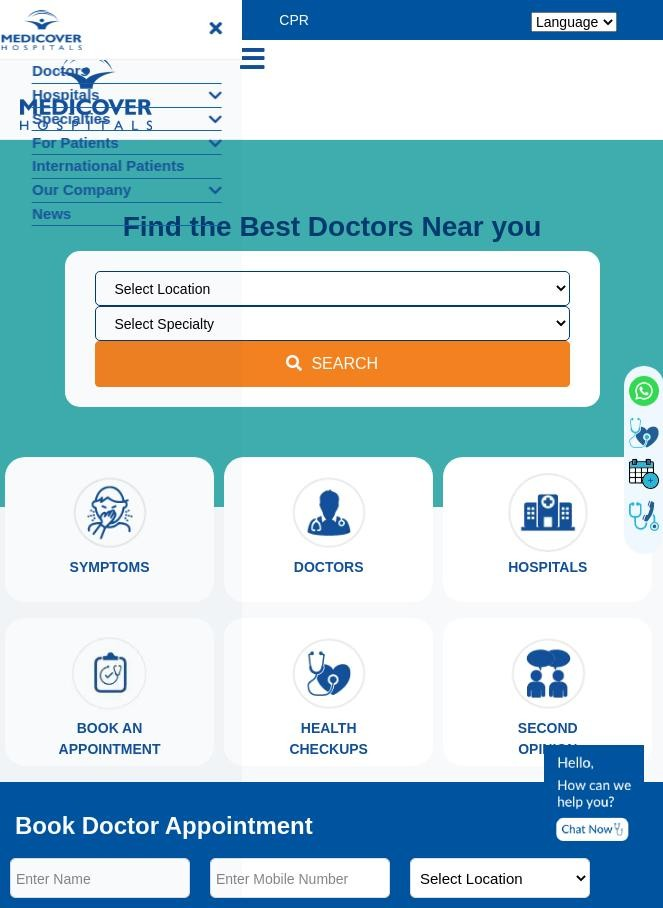 MEDICOVER
HOSPITALS
CPR
Language
Doctors
Hospitals
MEDICOVER
HOSPITALS
Specialties
For Patients
International Patients
Our Company
News
Find the Best Doctors Near you
Select Location
Select Specialty
SEARCH
SYMPTOMS
DOCTORS
HOSPITALS
BOOK AN
APPOINTMENT
HEALTH
CHECKUPS
SECOND
OPINION
Hello,
How can we
help you?
Chat Now
Book Doctor Appointment
Enter Name
Enter Mobile Number
Select Location